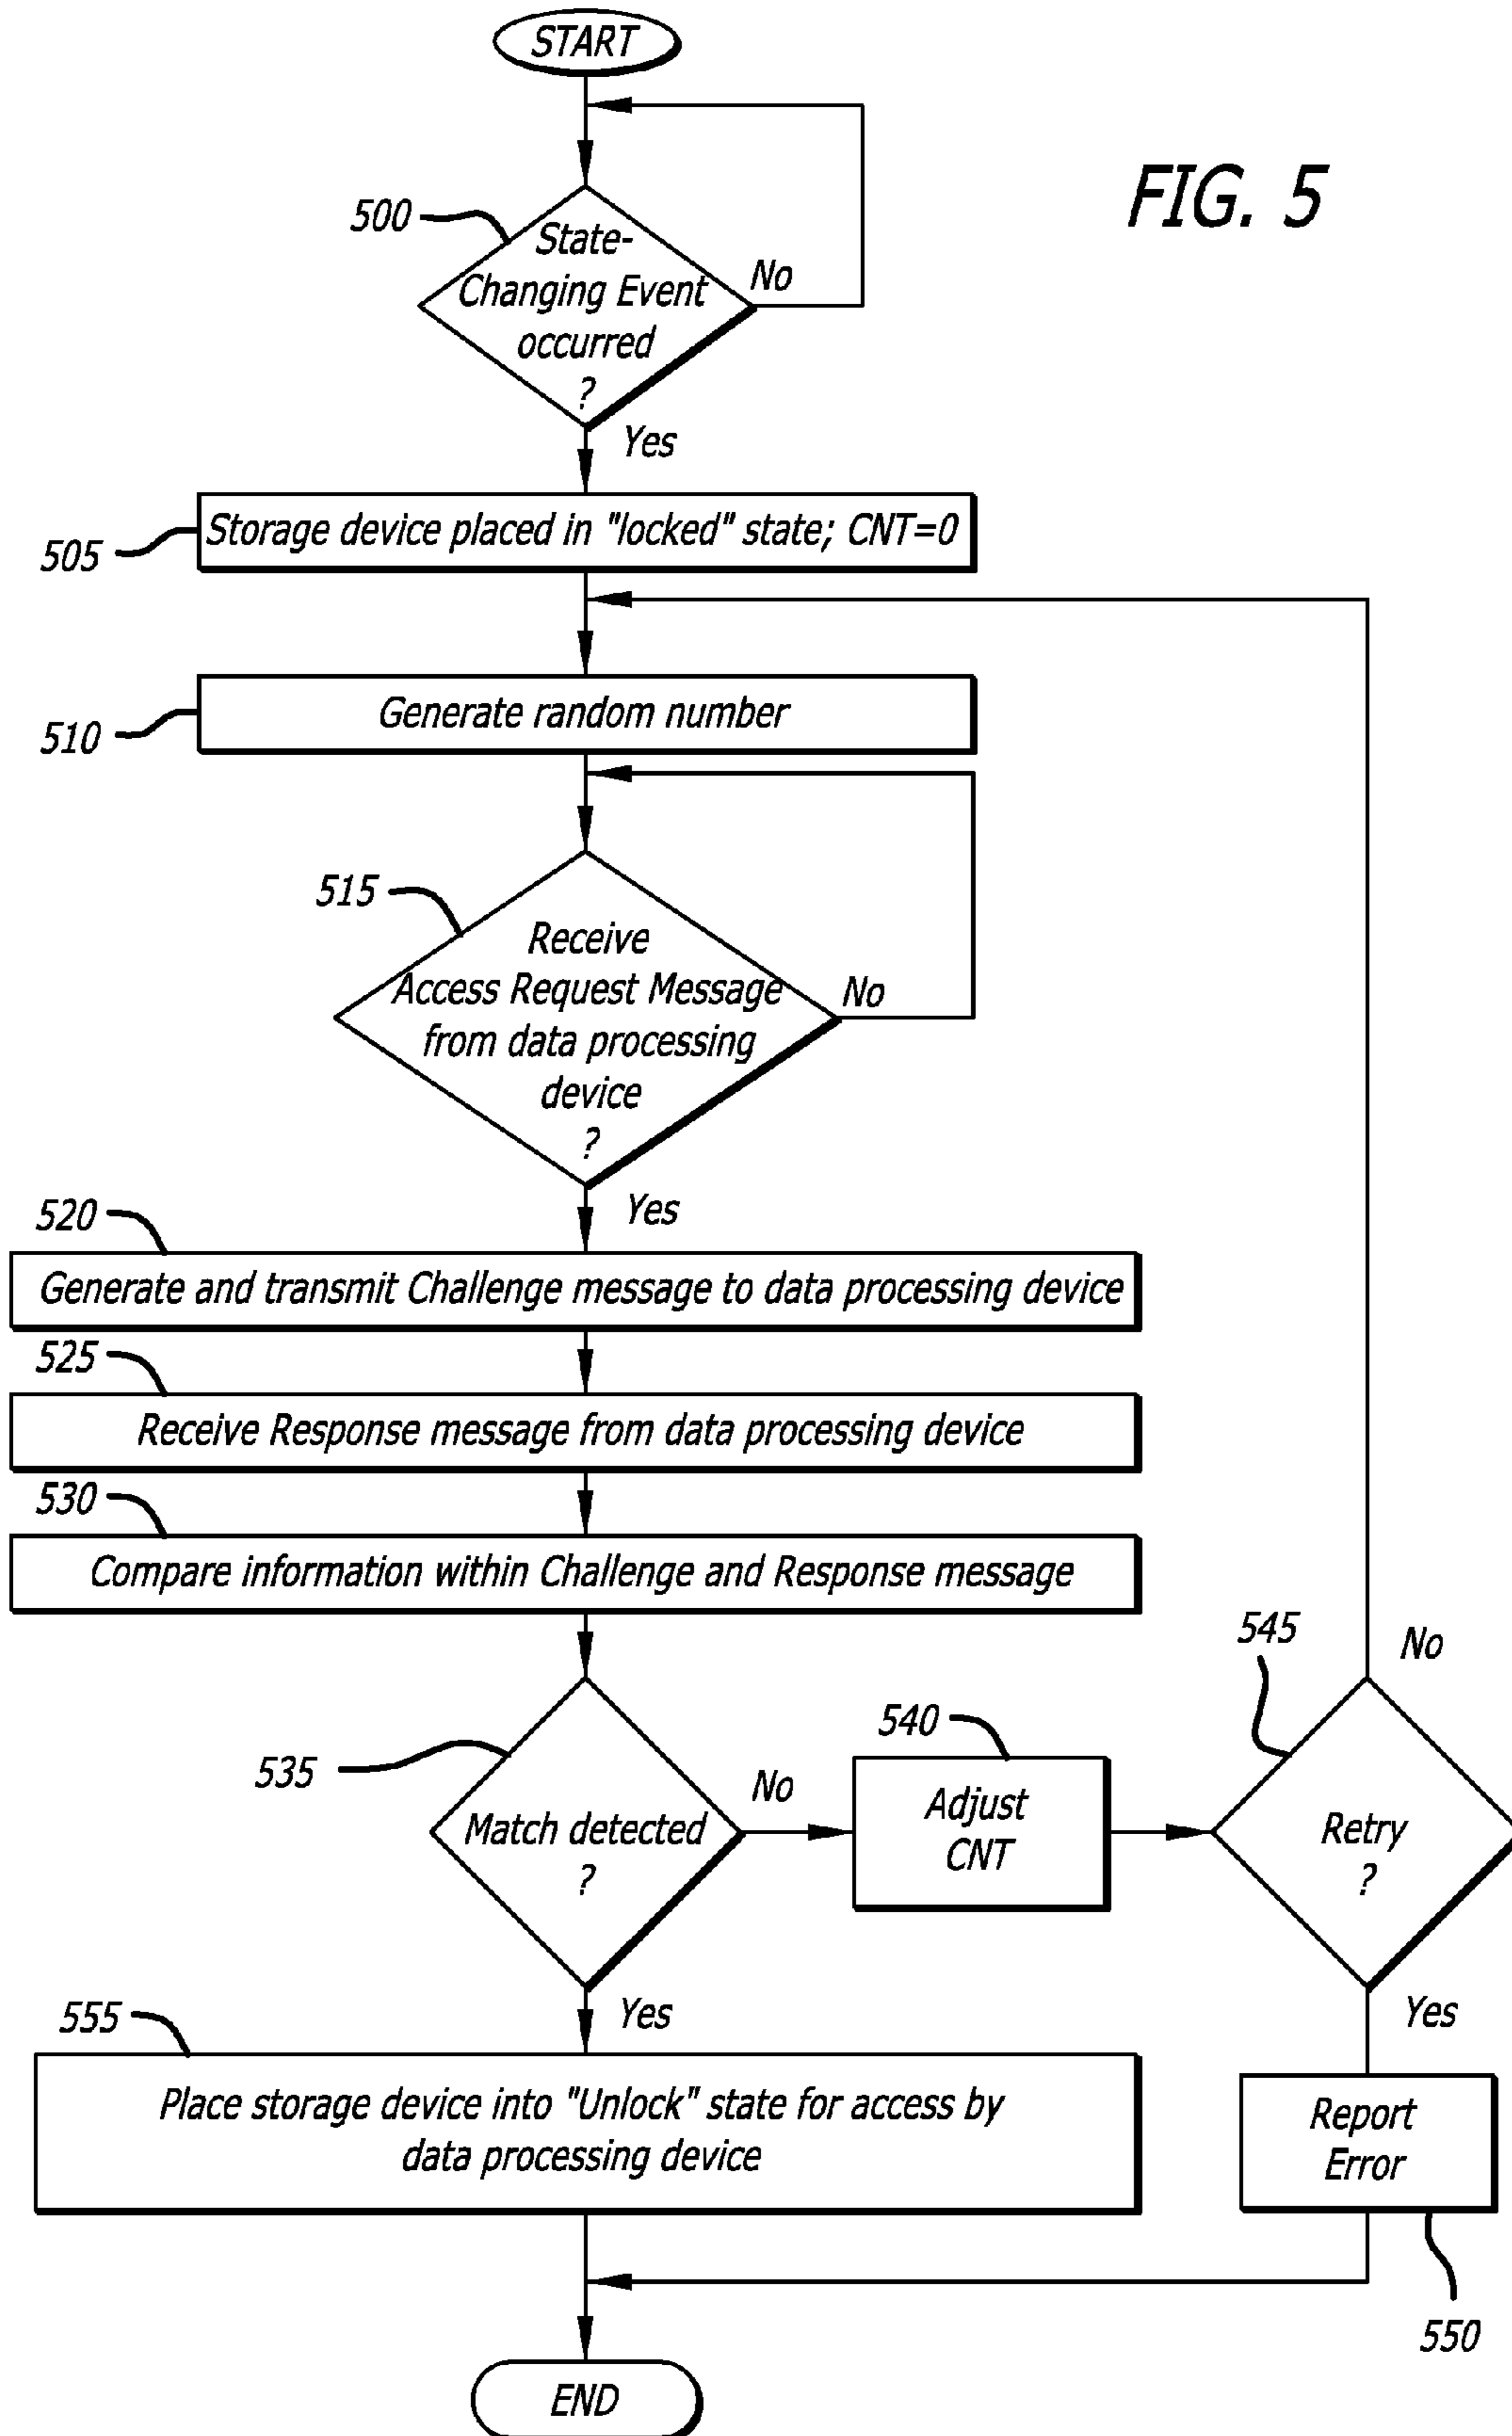 START
FIG. 5
500
State-
Changing Event
occurred
?
No
Yes
505
Storage device placed in "locked" state; CNT=0
510
Generate random number
515
Receive
Access Request Message
from data processing
device
?
No
Yes
520
Generate and transmit Challenge message to data processing device
525
Receive Response message from data processing device
530
Compare information within Challenge and Response message
535
Match detected
?
No
Yes
540
Adjust
CNT
545
Retry
?
No
Yes
555
Place storage device into "Unlock" state for access by
data processing device
Report
Error
550
END